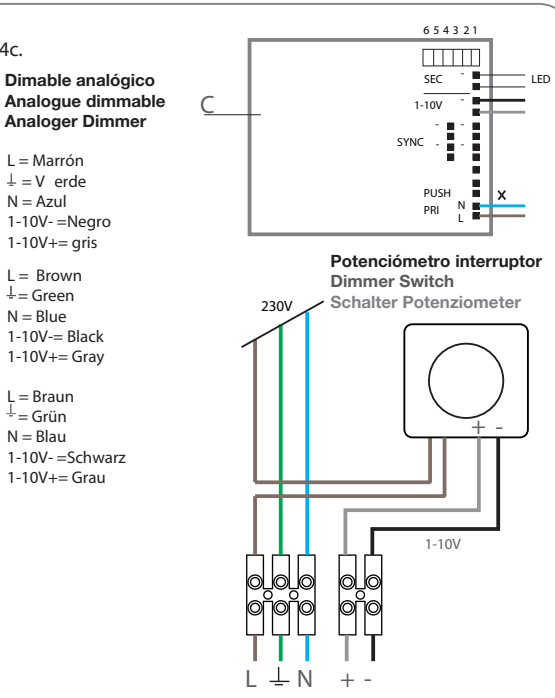 4c.
Dimable analógico
Analogue dimmable
Analoger Dimmer
L = Marrón
⏚ = V erde
N = Azul
1-10V- =Negro
1-10V+= gris
L = Brown
⏚= Green
N = Blue
1-10V-= Black
1-10V+= Gray
L = Braun
⏚= Grün
N = Blau
1-10V- =Schwarz
1-10V+= Grau
C
6 5 4 3 2 1
SEC - LED
1-10V -
SYNC - -
- -
PUSH X
PRI N
L
Potenciómetro interruptor
Dimmer Switch
Schalter Potenziometer
230V
+ -
1-10V
L ⏚ N + -